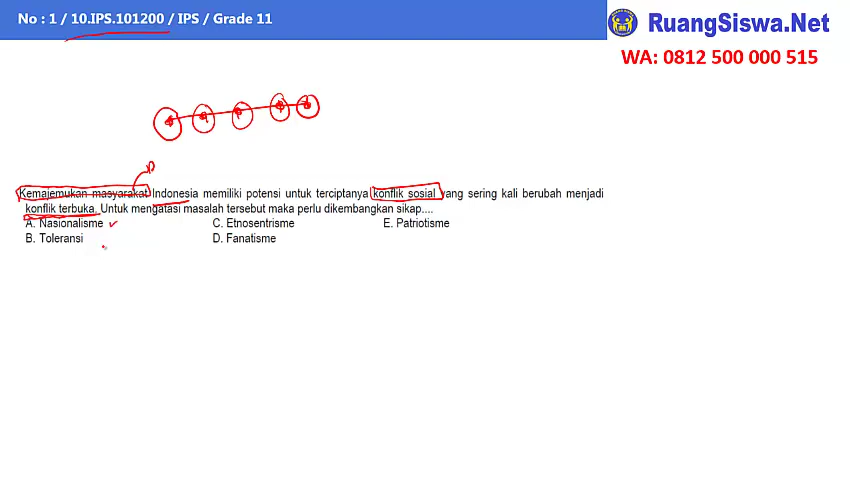 No : 1 / 10.IPS.101200 / IPS / Grade 11
RuangSiswa.Net
WA: 0812 500 000 515
Kemajemukan masyarakat Indonesia memiliki potensi untuk terciptanya konflik sosial yang sering kali berubah menjadi
konflik terbuka. Untuk mengatasi masalah tersebut maka perlu dikembangkan sikap....
A. Nasionalisme C. Etnosentrisme E. Patriotisme
B. Toleransi D. Fanatisme